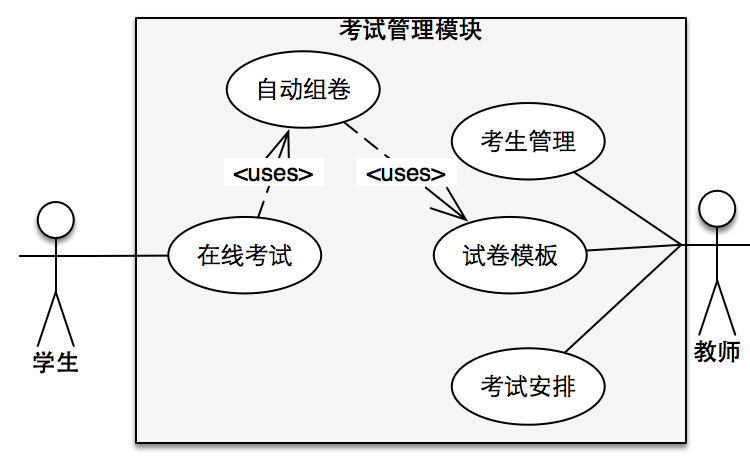 考试管理模块
自动组卷
考生管理
<uses>
<uses>
在线考试
试卷模板
学生
教师
考试安排